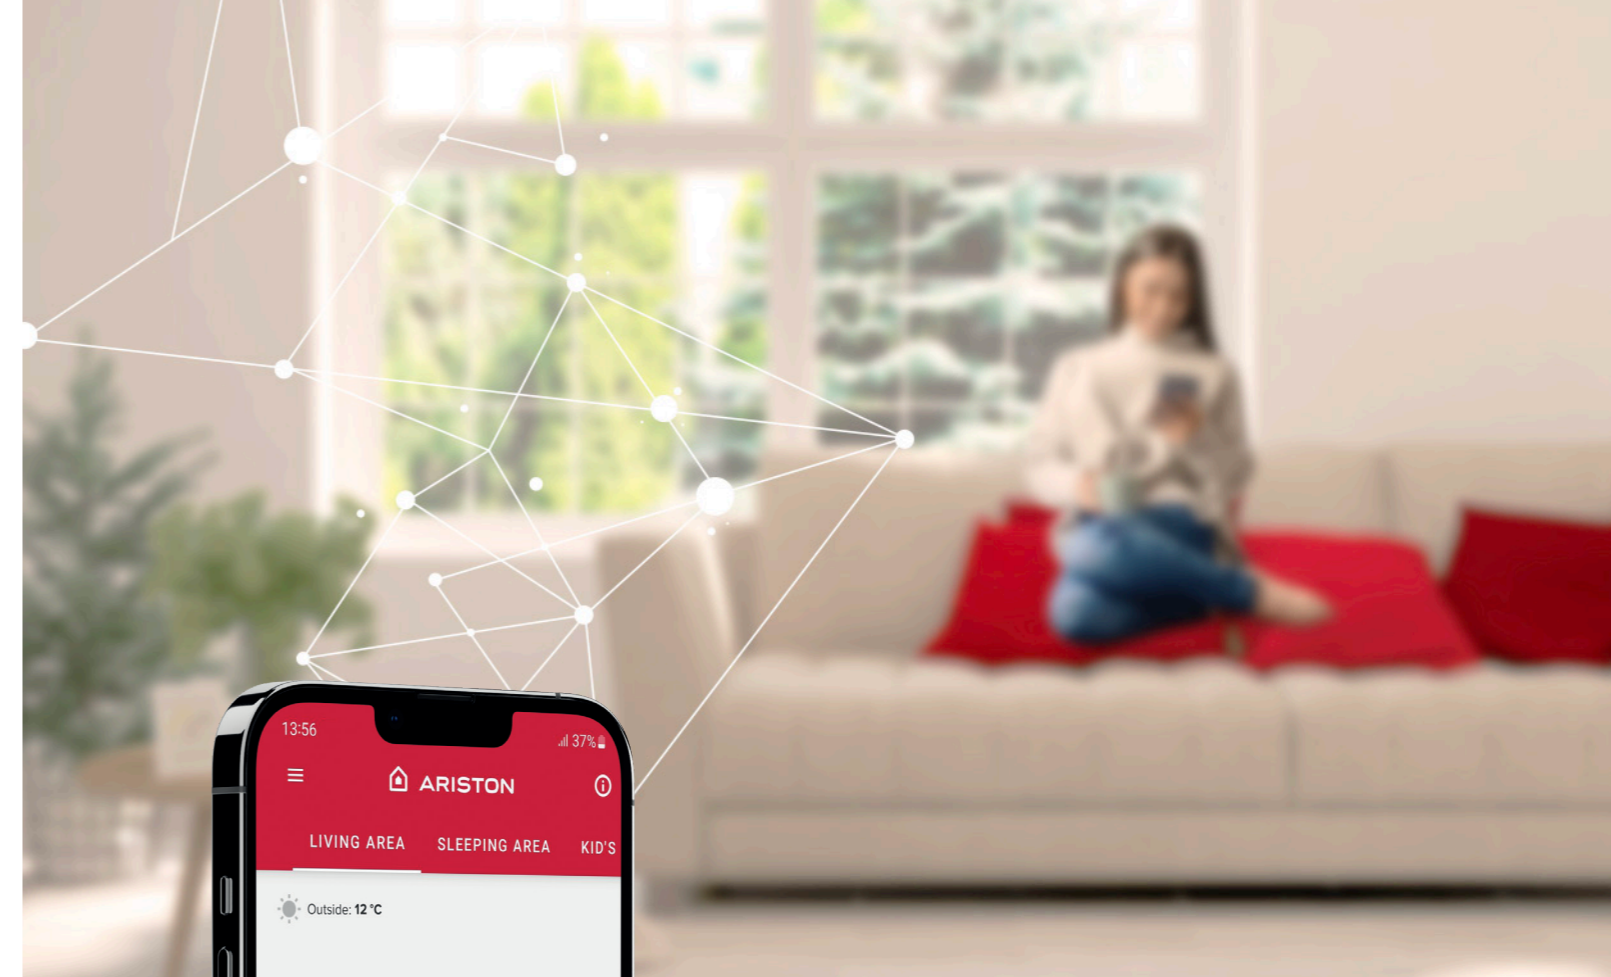 13:56
37%
ARISTON
LIVING AREA SLEEPING AREA KID'S
Outside: 12 °C